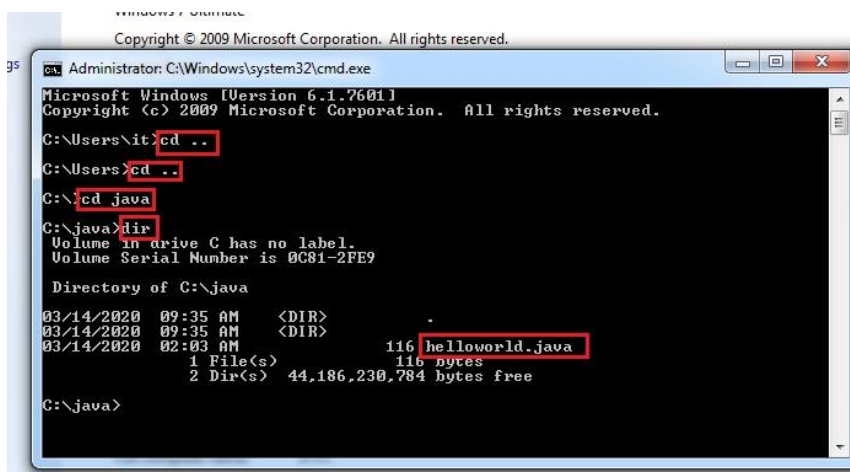 Windows 7 Ultimate
Copyright © 2009 Microsoft Corporation. All rights reserved.
gs
Administrator: C:\Windows\system32\cmd.exe
Microsoft Windows [Version 6.1.7601]
Copyright (c) 2009 Microsoft Corporation. All rights reserved.
C:\Users\it>cd ..
C:\Users>cd ..
C:\>cd java
C:\java>dir
Volume in drive C has no label.
Volume Serial Number is 0C81-2FE9
Directory of C:\java
03/14/2020 09:35 AM <DIR> .
03/14/2020 09:35 AM <DIR>
03/14/2020 02:03 AM 116 helloworld.java
1 File(s) 116 bytes
2 Dir(s) 44,186,230,784 bytes free
C:\java>